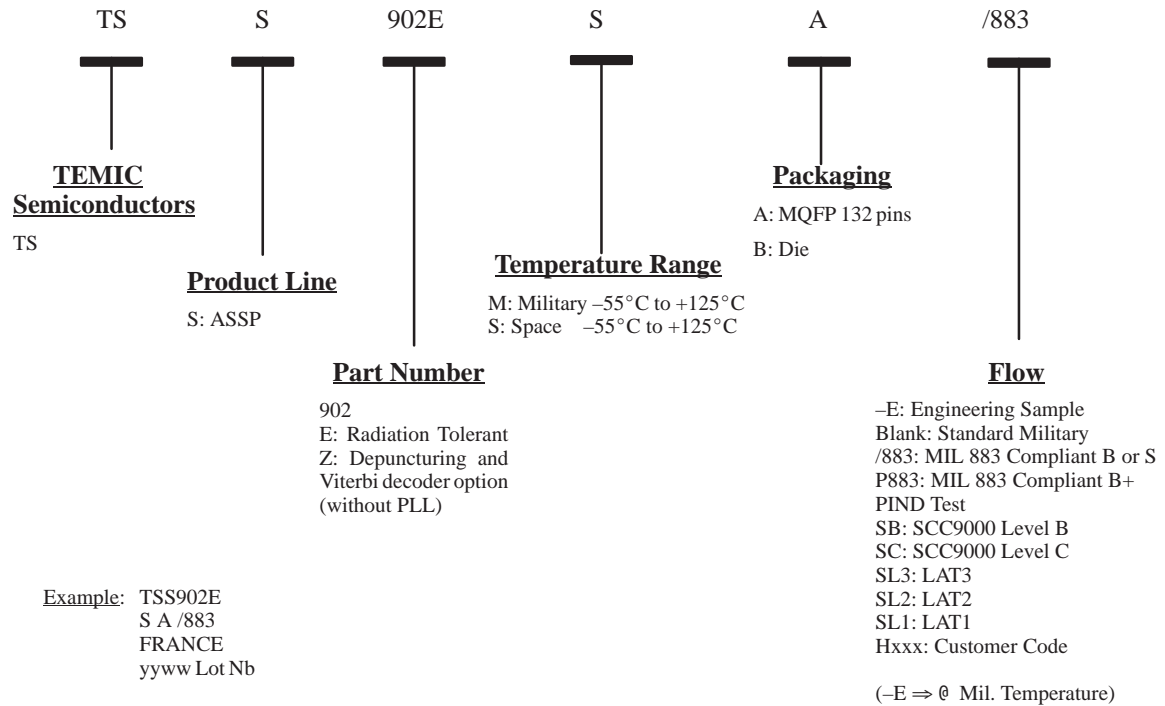 TS S 902E S A /883
TEMIC
Semiconductors
TS
Product Line
S: ASSP
Part Number
902
E: Radiation Tolerant
Z: Depuncturing and
Viterbi decoder option
(without PLL)
Temperature Range
M: Military –55°C to +125°C
S: Space –55°C to +125°C
Packaging
A: MQFP 132 pins
B: Die
Flow
–E: Engineering Sample
Blank: Standard Military
/883: MIL 883 Compliant B or S
P883: MIL 883 Compliant B+
PIND Test
SB: SCC9000 Level B
SC: SCC9000 Level C
SL3: LAT3
SL2: LAT2
SL1: LAT1
Hxxx: Customer Code
(–E ⇒ @ Mil. Temperature)
Example: TSS902E
S A /883
FRANCE
yyww Lot Nb